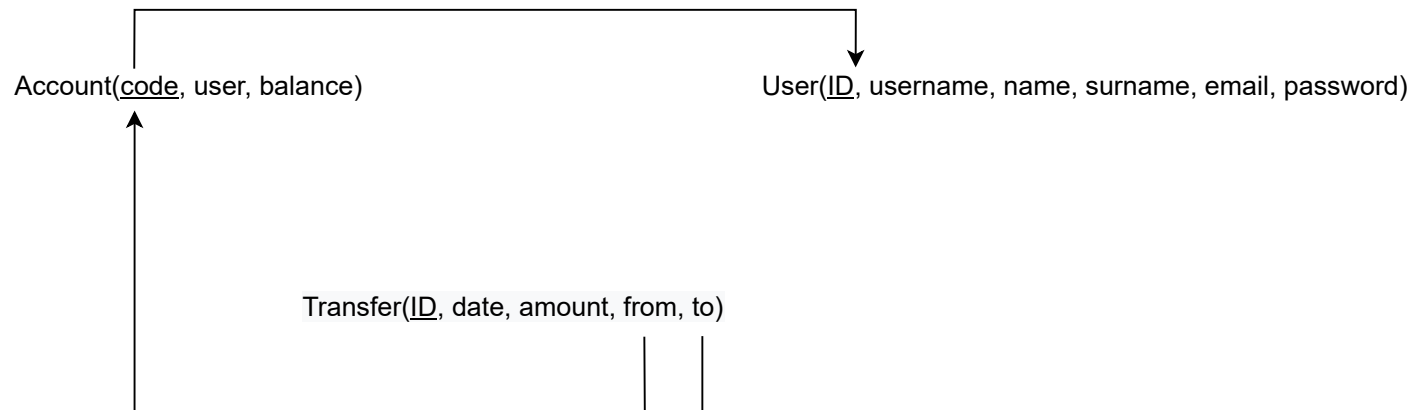 Account(code, user, balance)
User(ID, username, name, surname, email, password)
Transfer(ID, date, amount, from, to)